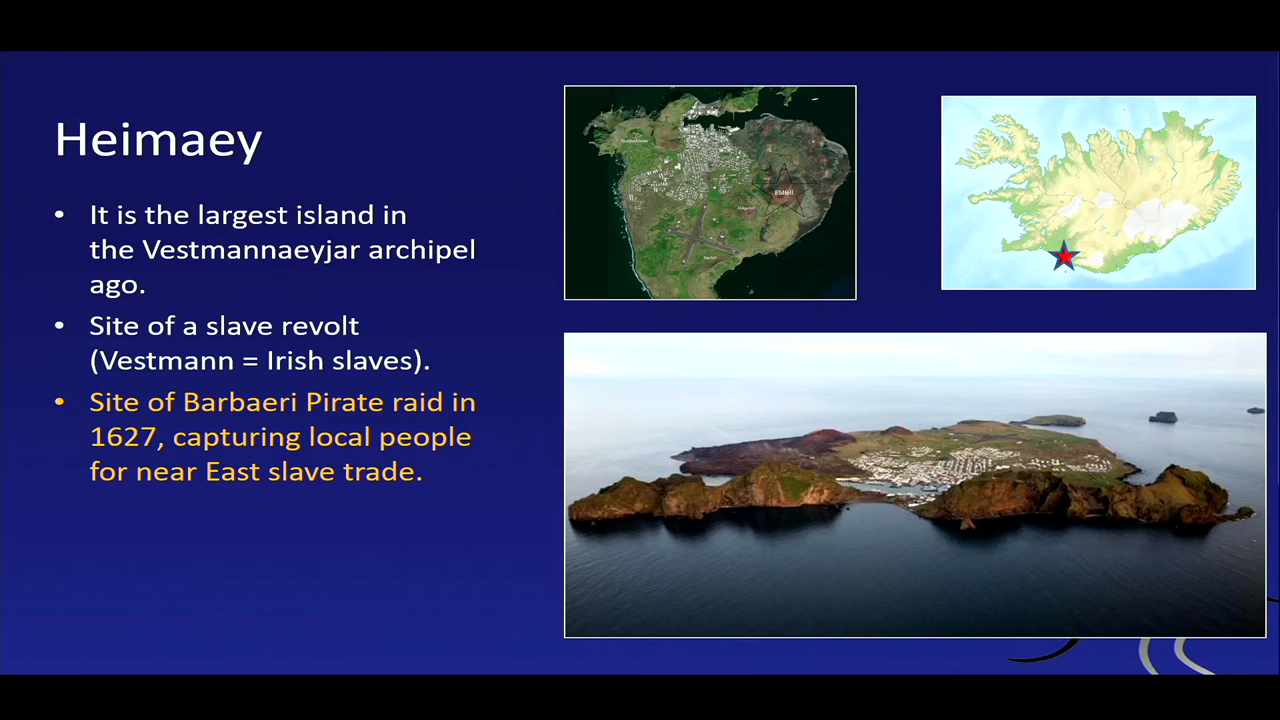 Heimaey
• It is the largest island in
the Vestmannaeyjar archipel
ago.
• Site of a slave revolt
(Vestmann = Irish slaves).
• Site of Barbaeri Pirate raid in
1627, capturing local people
for near East slave trade.
Eldfell